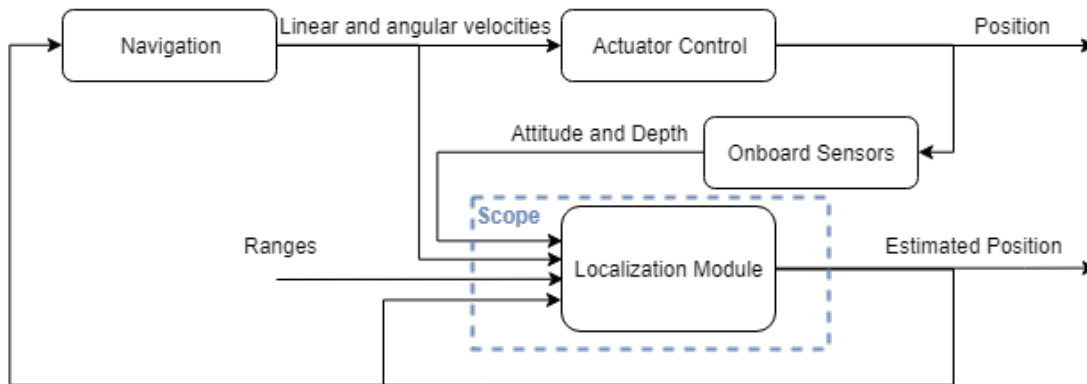 Navigation
Linear and angular velocities
Actuator Control
Position
Attitude and Depth
Onboard Sensors
Scope
Ranges
Localization Module
Estimated Position